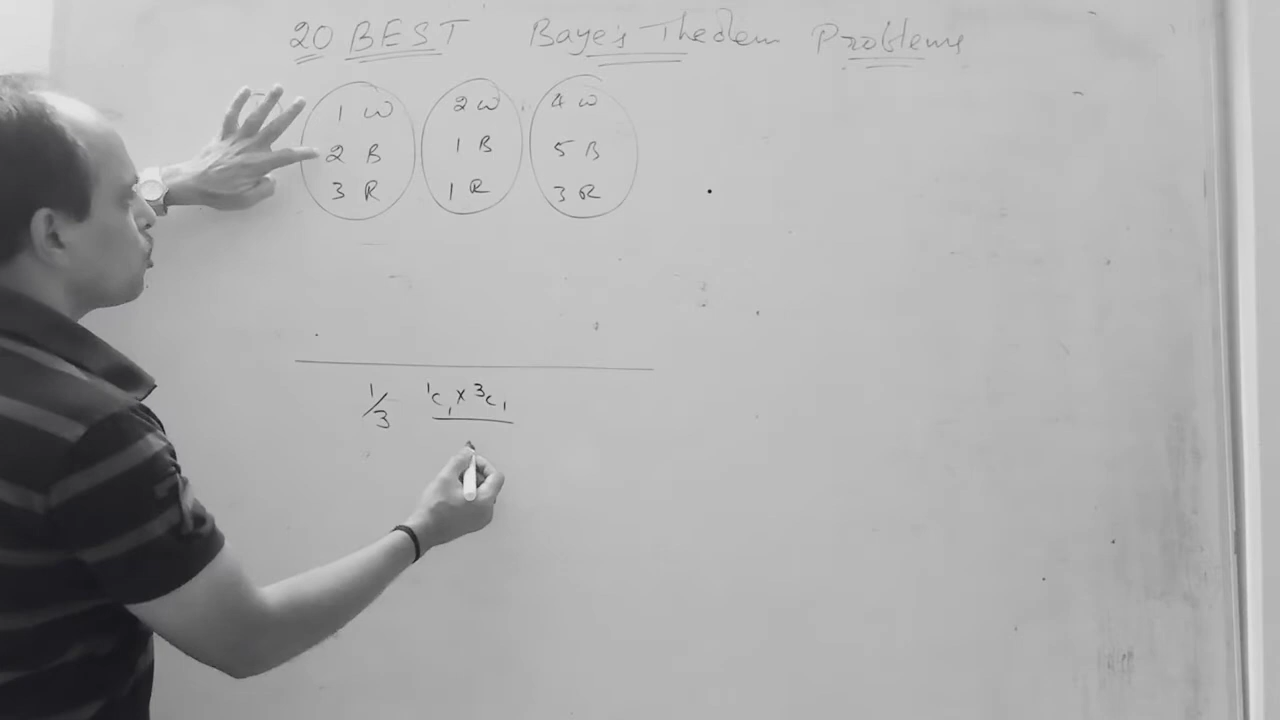 20 BEST Baye's Theorem Problems
1 W 2 W 4 W
2 B 1 B 5 B
3 R 1 R 3 R
1/3 ¹C₁ × ³C₁